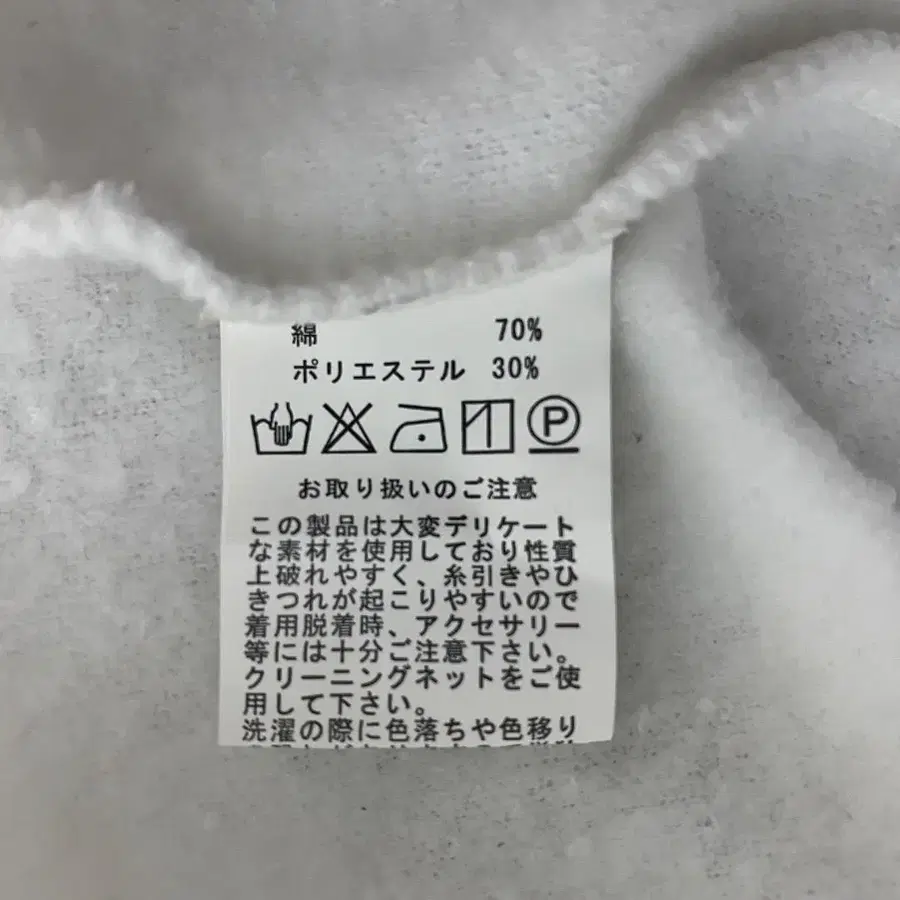 綿 70%
ポリエステル 30%
P
お取り扱いのご注意
この製品は大変デリケート
な素材を使用しており性質
上破れやすく、糸引きやひ
きつれが起こりやすいので
着用脱着時、アクセサリー
等には十分ご注意下さい。
クリーニングネットをご使
用して下さい。
洗濯の際に色落ちや色移り